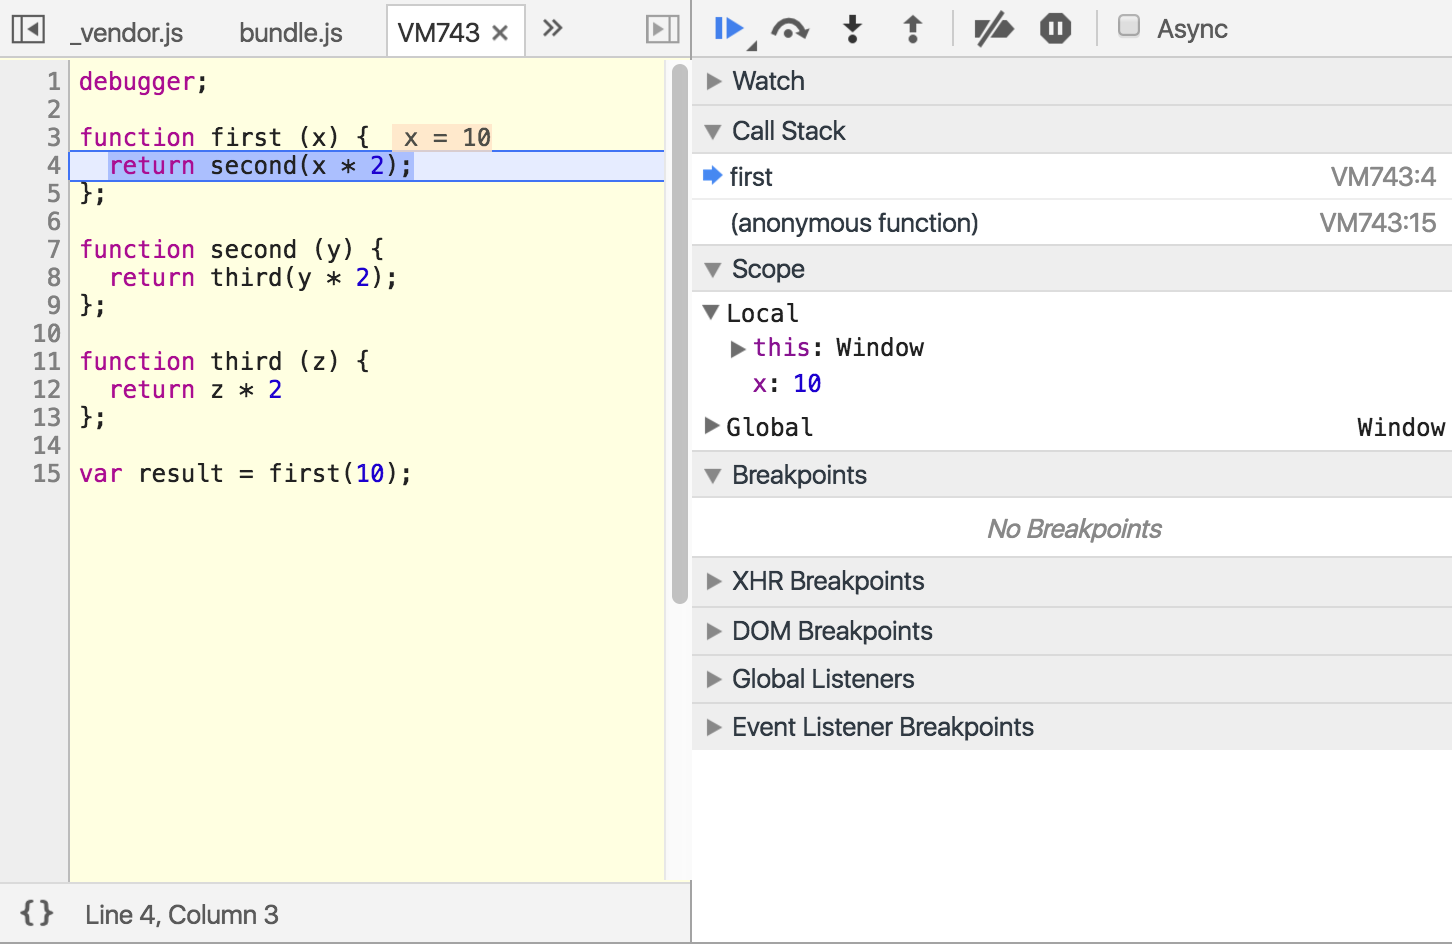 _vendor.js bundle.js VM743 × »
1 debugger;
2
3 function first (x) { x = 10
4 return second(x * 2);
5 };
6
7 function second (y) {
8 return third(y * 2);
9 };
10
11 function third (z) {
12 return z * 2
13 };
14
15 var result = first(10);
{} Line 4, Column 3
Async
Watch
Call Stack
first VM743:4
(anonymous function) VM743:15
Scope
Local
this: Window
x: 10
Global Window
Breakpoints
No Breakpoints
XHR Breakpoints
DOM Breakpoints
Global Listeners
Event Listener Breakpoints